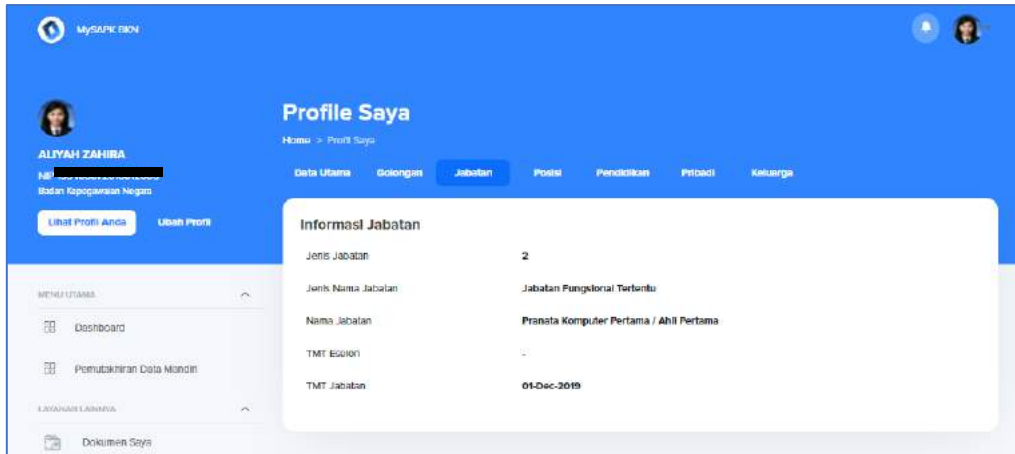 MySAPK BKN
ALIYAH ZAHIRA
NIP
Badan Kepegawaian Negara
Lihat Profil Anda
Ubah Profil
MENU UTAMA
Dashboard
Pemutakhiran Data Mandiri
LAYANAN LAINNYA
Dokumen Saya
Profile Saya
Home > Profil Saya
Data Utama Golongan Jabatan Posisi Pendidikan Pribadi Keluarga
Informasi Jabatan
Jenis Jabatan 2
Jenis Nama Jabatan Jabatan Fungsional Tertentu
Nama Jabatan Pranata Komputer Pertama / Ahli Pertama
TMT Eselon -
TMT Jabatan 01-Dec-2019